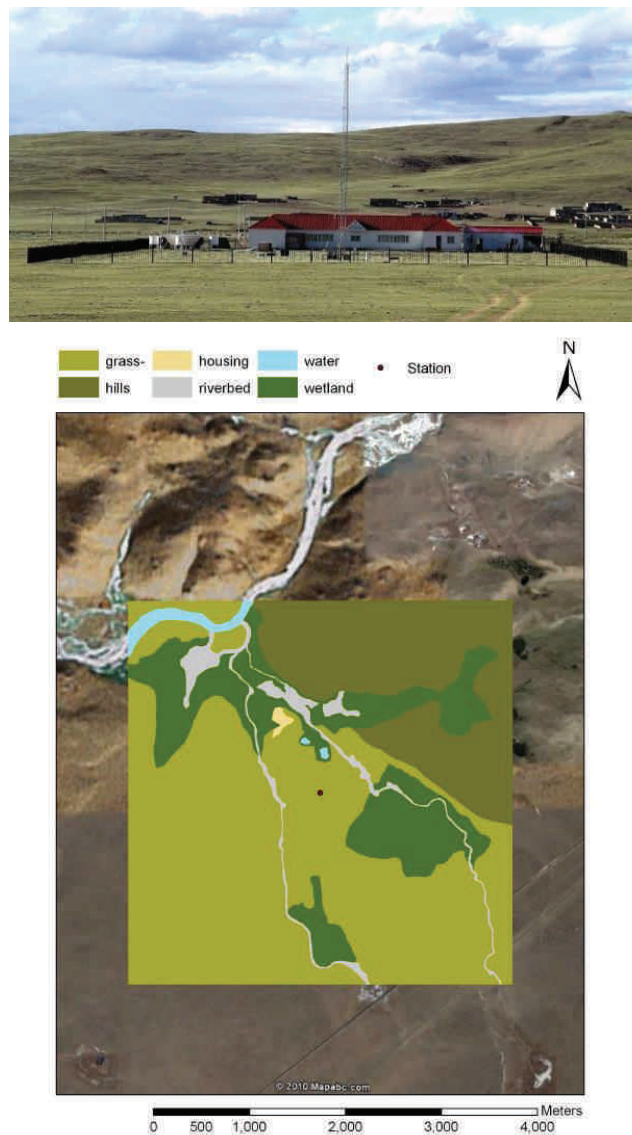 grass- housing water Station N
hills riverbed wetland
© 2010 Mapabc.com
Meters
0 500 1,000 2,000 3,000 4,000